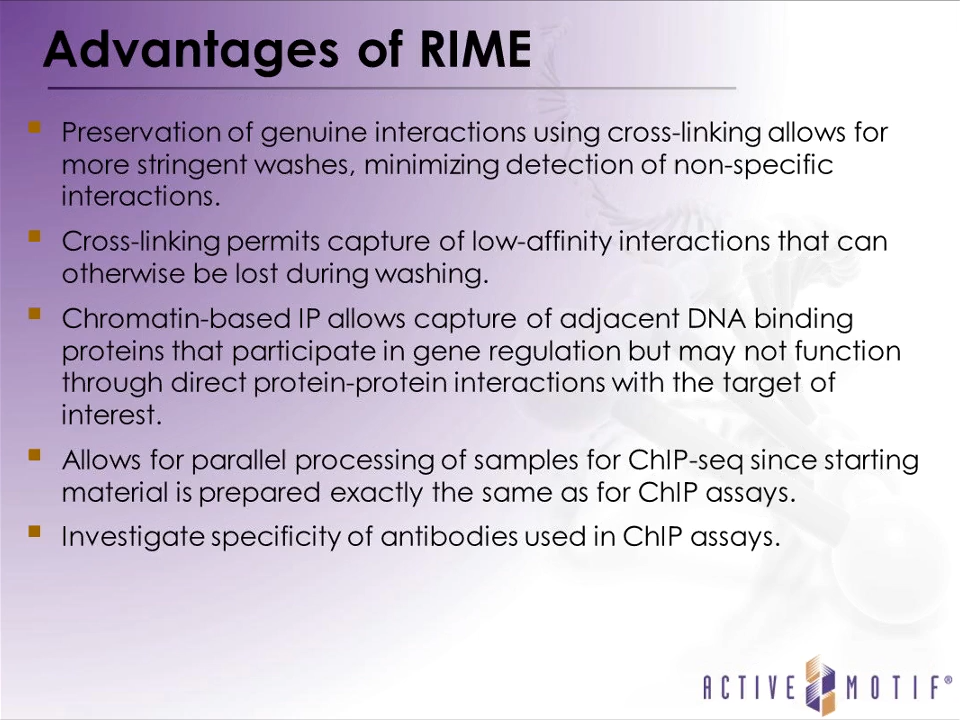 Advantages of RIME
▪ Preservation of genuine interactions using cross-linking allows for
more stringent washes, minimizing detection of non-specific
interactions.
▪ Cross-linking permits capture of low-affinity interactions that can
otherwise be lost during washing.
▪ Chromatin-based IP allows capture of adjacent DNA binding
proteins that participate in gene regulation but may not function
through direct protein-protein interactions with the target of
interest.
▪ Allows for parallel processing of samples for ChIP-seq since starting
material is prepared exactly the same as for ChIP assays.
▪ Investigate specificity of antibodies used in ChIP assays.
ACTIVE MOTIF®